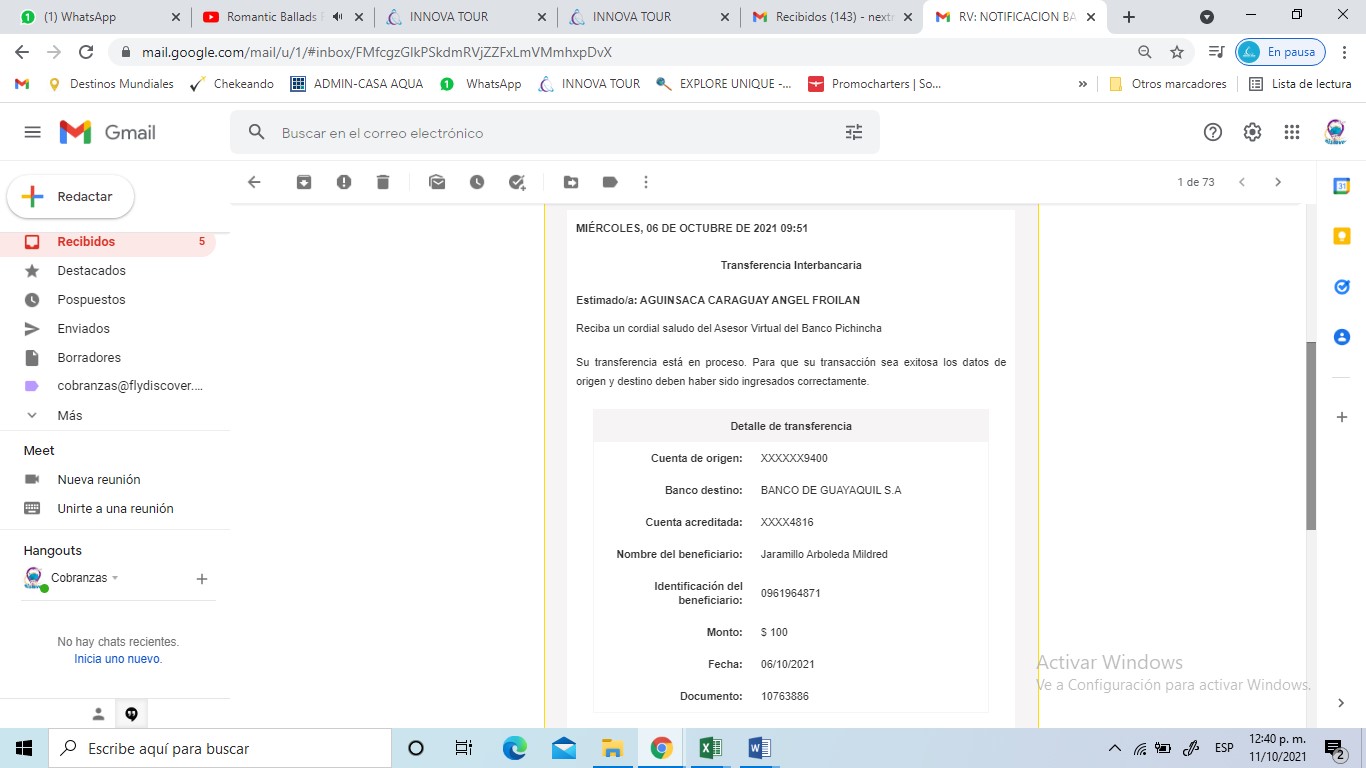 (1) WhatsApp
Romantic Ballads
INNOVA TOUR
INNOVA TOUR
Recibidos (143) - nextr
RV: NOTIFICACION BA
mail.google.com/mail/u/1/#inbox/FMfcgzGlkPSkdmRVjZZFxLmVMmhxpDvX
En pausa
Destinos Mundiales
Chekeando
ADMIN-CASA AQUA
WhatsApp
INNOVA TOUR
EXPLORE UNIQUE -...
Promocharters | So...
»
Otros marcadores
Lista de lectura
Gmail
Buscar en el correo electrónico
Redactar
1 de 73
Recibidos 5
Destacados
Pospuestos
Enviados
Borradores
cobranzas@flydiscover....
Más
Meet
Nueva reunión
Unirte a una reunión
Hangouts
Cobranzas
No hay chats recientes.
Inicia uno nuevo.
MIÉRCOLES, 06 DE OCTUBRE DE 2021 09:51
Transferencia Interbancaria
Estimado/a: AGUINSACA CARAGUAY ANGEL FROILAN
Reciba un cordial saludo del Asesor Virtual del Banco Pichincha
Su transferencia está en proceso. Para que su transacción sea exitosa los datos de
origen y destino deben haber sido ingresados correctamente.
Detalle de transferencia
Cuenta de origen: XXXXXX9400
Banco destino: BANCO DE GUAYAQUIL S.A
Cuenta acreditada: XXXX4816
Nombre del beneficiario: Jaramillo Arboleda Mildred
Identificación del
beneficiario: 0961964871
Monto: $ 100
Fecha: 06/10/2021
Documento: 10763886
31
Activar Windows
Ve a Configuración para activar Windows.
Escribe aquí para buscar
ESP
12:40 p. m.
11/10/2021
2